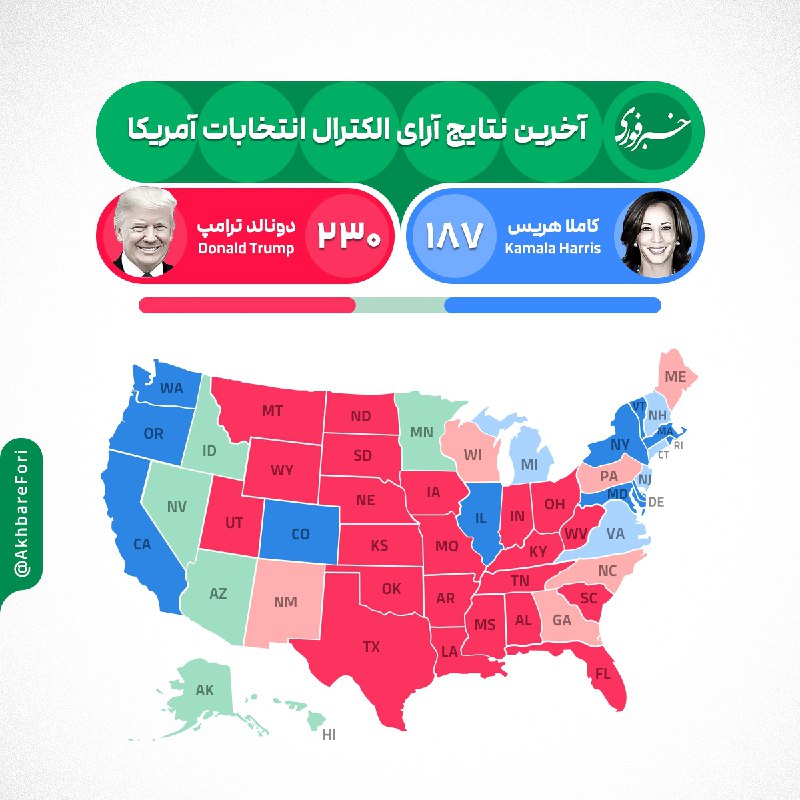 خبرفوری
آخرین نتایج آرای الکترال انتخابات آمریکا
کاملا هریس
Kamala Harris
۱۸۷
۲۳۰
دونالد ترامپ
Donald Trump
@AkhbareFori
WA
OR
CA
ID
NV
AZ
MT
WY
UT
CO
NM
ND
SD
NE
KS
OK
TX
MN
IA
MO
AR
LA
WI
IL
MI
IN
OH
KY
TN
MS
AL
GA
FL
SC
NC
VA
WV
PA
NY
VT
NH
ME
MA
RI
CT
NJ
DE
MD
AK
HI